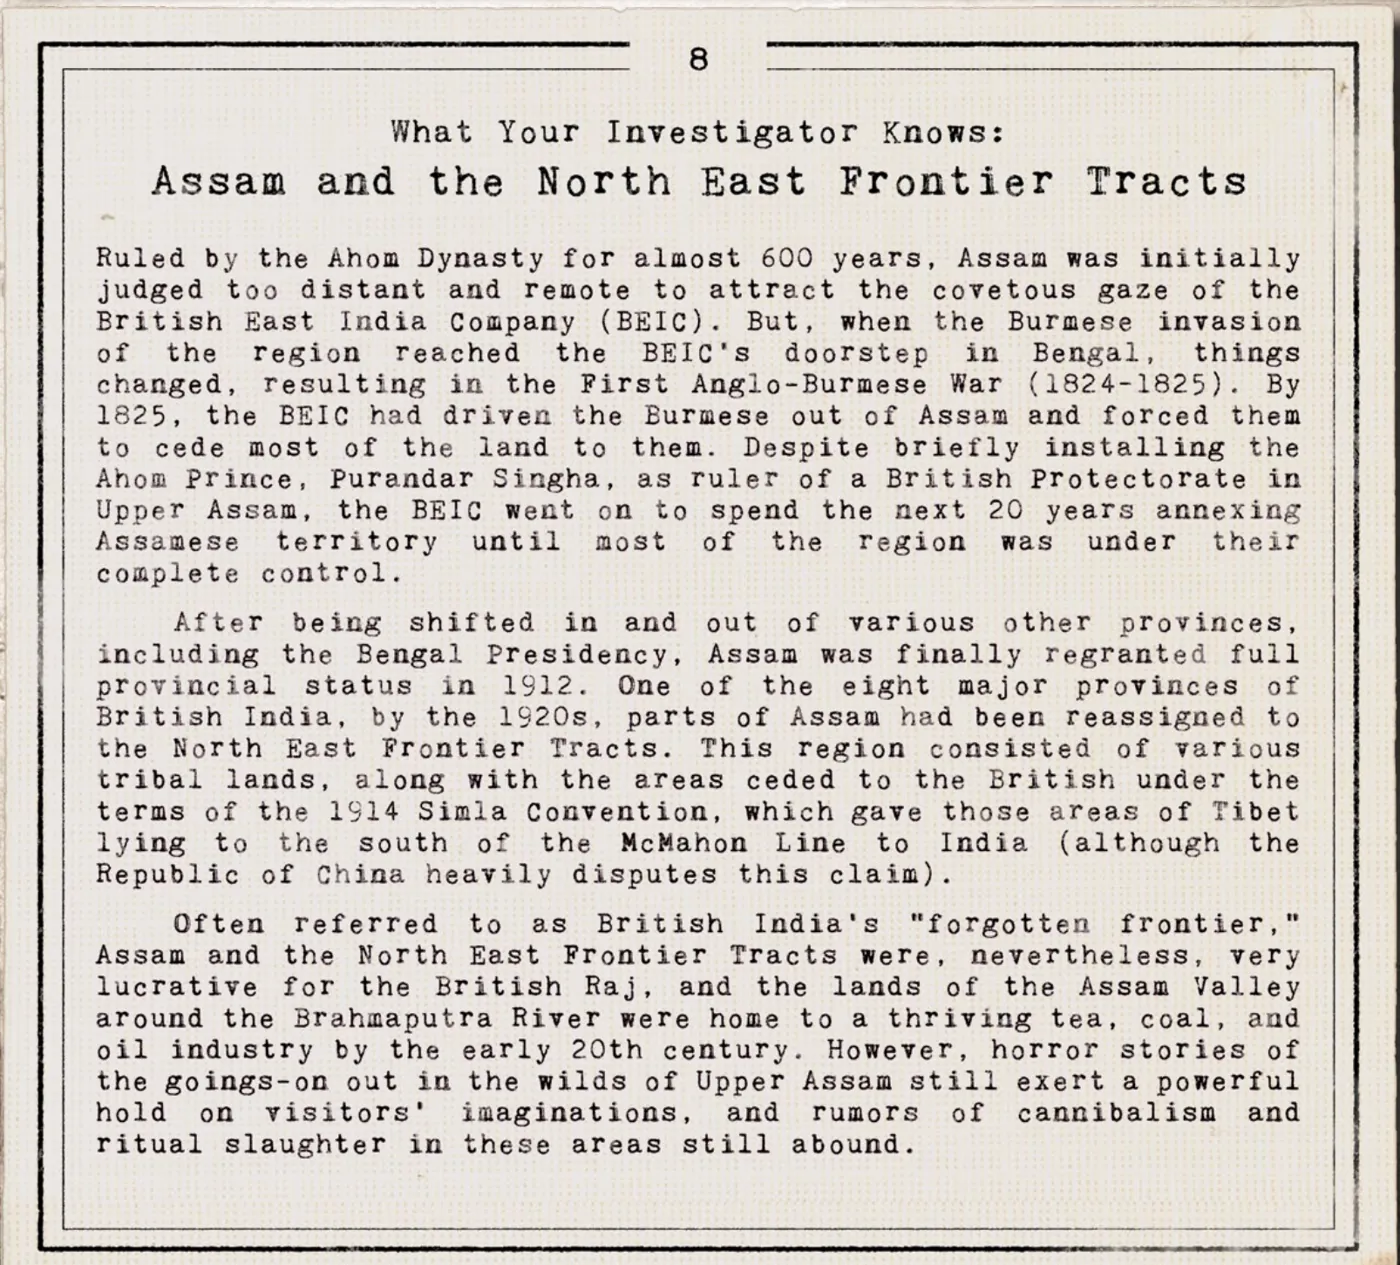 8
What Your Investigator Knows:
Assam and the North East Frontier Tracts
Ruled by the Ahom Dynasty for almost 600 years, Assam was initially
judged too distant and remote to attract the covetous gaze of the
British East India Company (BEIC). But, when the Burmese invasion
of the region reached the BEIC's doorstep in Bengal, things
changed, resulting in the First Anglo-Burmese War (1824-1825). By
1825, the BEIC had driven the Burmese out of Assam and forced them
to cede most of the land to them. Despite briefly installing the
Ahom Prince, Purandar Singha, as ruler of a British Protectorate in
Upper Assam, the BEIC went on to spend the next 20 years annexing
Assamese territory until most of the region was under their
complete control.
After being shifted in and out of various other provinces,
including the Bengal Presidency, Assam was finally regranted full
provincial status in 1912. One of the eight major provinces of
British India, by the 1920s, parts of Assam had been reassigned to
the North East Frontier Tracts. This region consisted of various
tribal lands, along with the areas ceded to the British under the
terms of the 1914 Simla Convention, which gave those areas of Tibet
lying to the south of the McMahon Line to India (although the
Republic of China heavily disputes this claim).
Often referred to as British India's "forgotten frontier,"
Assam and the North East Frontier Tracts were, nevertheless, very
lucrative for the British Raj, and the lands of the Assam Valley
around the Brahmaputra River were home to a thriving tea, coal, and
oil industry by the early 20th century. However, horror stories of
the goings-on out in the wilds of Upper Assam still exert a powerful
hold on visitors' imaginations, and rumors of cannibalism and
ritual slaughter in these areas still abound.